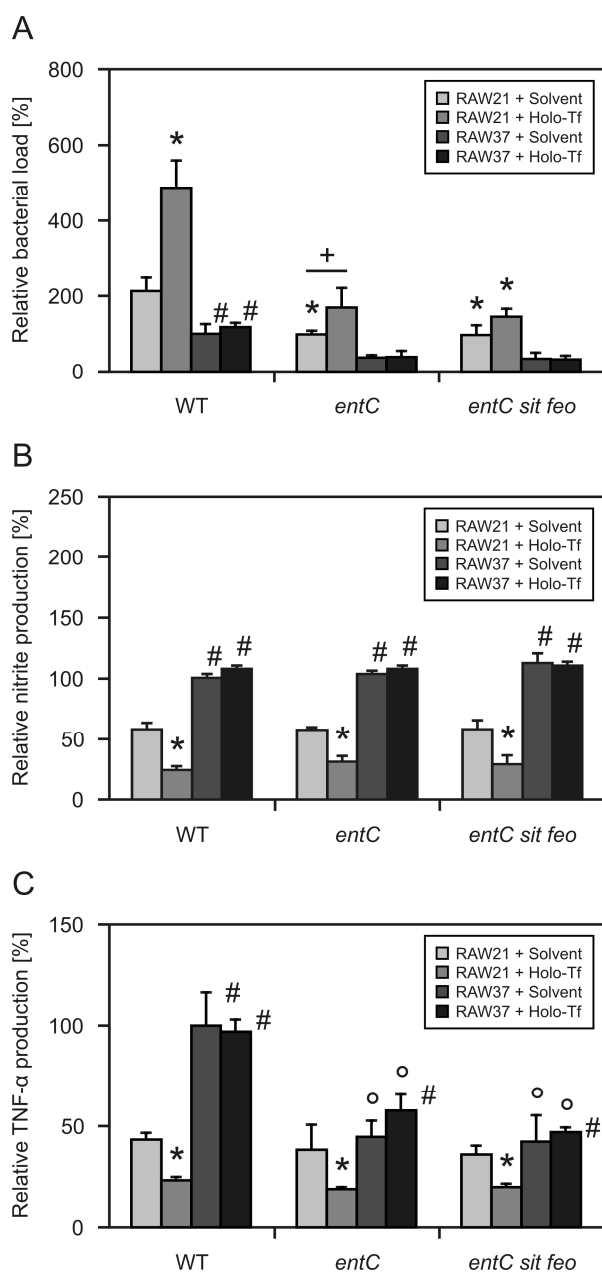 A
Relative bacterial load [%]
800
600
400
200
0
RAW21 + Solvent
RAW21 + Holo-Tf
RAW37 + Solvent
RAW37 + Holo-Tf
*
# #
+
*
* *
WT entC entC sit feo
B
Relative nitrite production [%]
250
200
150
100
50
0
RAW21 + Solvent
RAW21 + Holo-Tf
RAW37 + Solvent
RAW37 + Holo-Tf
* # #
* # #
* # #
WT entC entC sit feo
C
Relative TNF-α production [%]
150
100
50
0
RAW21 + Solvent
RAW21 + Holo-Tf
RAW37 + Solvent
RAW37 + Holo-Tf
* # #
* ° ° #
* ° ° #
WT entC entC sit feo